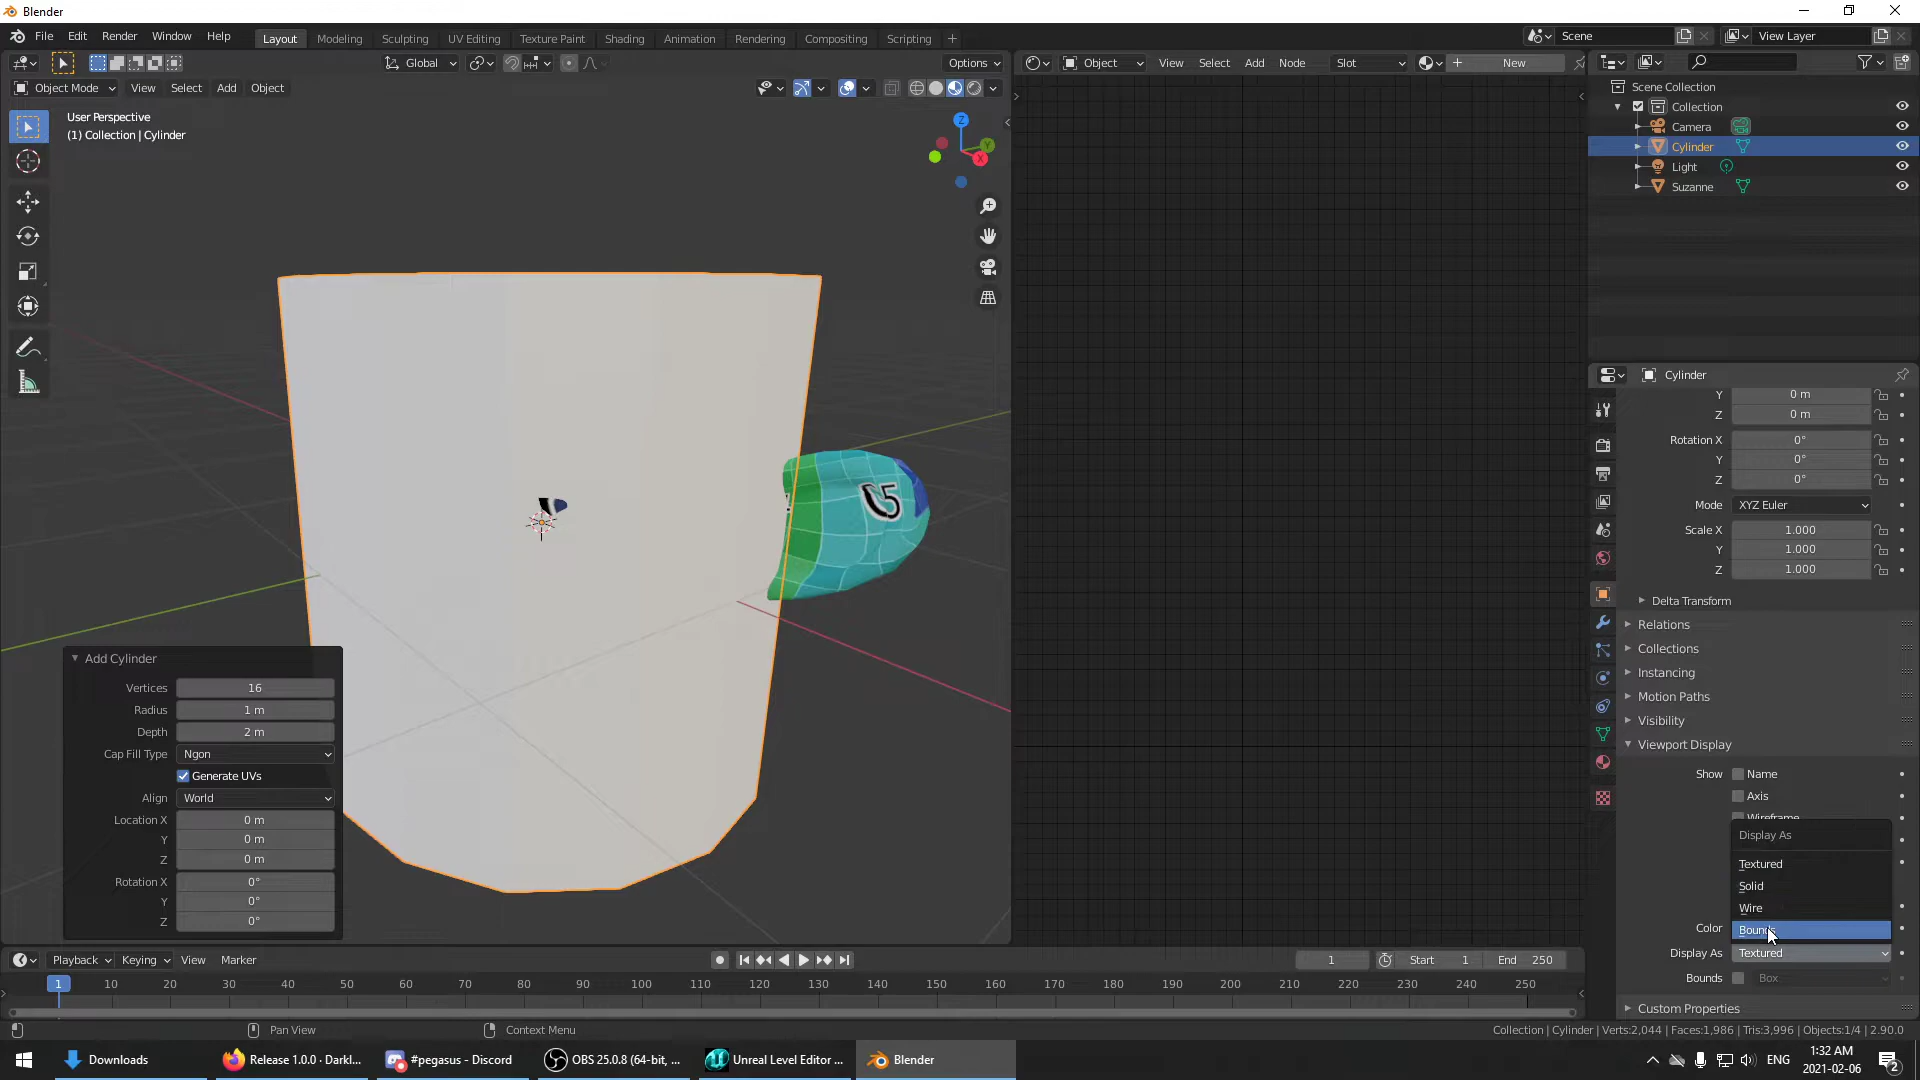 Blender
File Edit Render Window Help Layout Modeling Sculpting UV Editing Texture Paint Shading Animation Rendering Compositing Scripting + Scene View Layer
Global Options Object View Select Add Node Slot New
Object Mode View Select Add Object
User Perspective
(1) Collection | Cylinder
Z
Y
X
Scene Collection
Collection
Camera
Cylinder
Light
Suzanne
Cylinder
Y 0 m
Z 0 m
Rotation X 0°
Y 0°
Z 0°
Mode XYZ Euler
Scale X 1.000
Y 1.000
Z 1.000
Delta Transform
Relations
Collections
Instancing
Motion Paths
Visibility
Viewport Display
Show Name
Axis
Wireframe
Display As
Textured
Solid
Wire
Color Bounds
Display As Textured
Bounds Box
Custom Properties
Add Cylinder
Vertices 16
Radius 1 m
Depth 2 m
Cap Fill Type Ngon
Generate UVs
Align World
Location X 0 m
Y 0 m
Z 0 m
Rotation X 0°
Y 0°
Z 0°
Playback Keying View Marker 1 Start 1 End 250
1 10 20 30 40 50 60 70 80 90 100 110 120 130 140 150 160 170 180 190 200 210 220 230 240 250
Pan View Context Menu Collection | Cylinder | Verts:2,044 | Faces:1,986 | Tris:3,996 | Objects:1/4 | 2.90.0
Downloads Release 1.0.0 · Darkl... #pegasus - Discord OBS 25.0.8 (64-bit, ... Unreal Level Editor ... Blender ENG 1:32 AM
2021-02-06
2